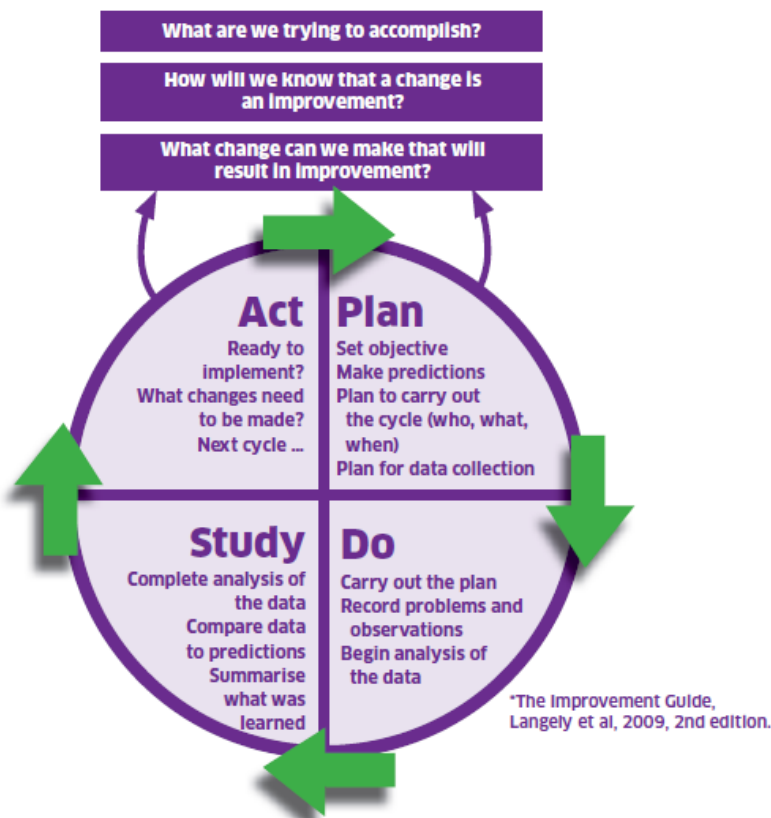 What are we trying to accomplish?
How will we know that a change is
an improvement?
What change can we make that will
result in improvement?
Act
Ready to
implement?
What changes need
to be made?
Next cycle ...
Plan
Set objective
Make predictions
Plan to carry out
the cycle (who, what,
when)
Plan for data collection
Study
Complete analysis of
the data
Compare data
to predictions
Summarise
what was
learned
Do
Carry out the plan
Record problems and
observations
Begin analysis of
the data
*The Improvement Guide,
Langely et al, 2009, 2nd edition.